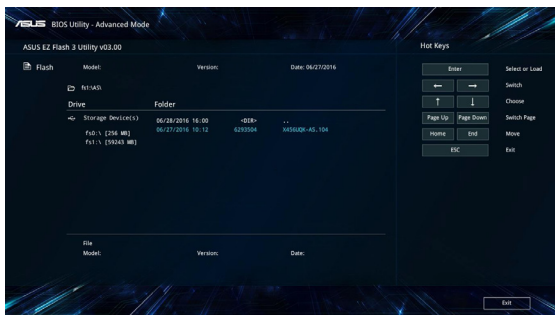 ASUS BIOS Utility - Advanced Mode
ASUS EZ Flash 3 Utility v03.00
Hot Keys
Flash Model: Version: Date: 06/27/2016
fs1:\AS\
Drive Folder
Storage Device(s) 06/28/2016 16:00 <DIR> ..
06/27/2016 10:12 6293504 X456UQK-AS.104
fs0:\ [256 MB]
fs1:\ [59243 MB]
Enter Select or Load
← → Switch
↑ ↓ Choose
Page Up Page Down Switch Page
Home End Move
ESC Exit
File
Model: Version: Date:
Exit